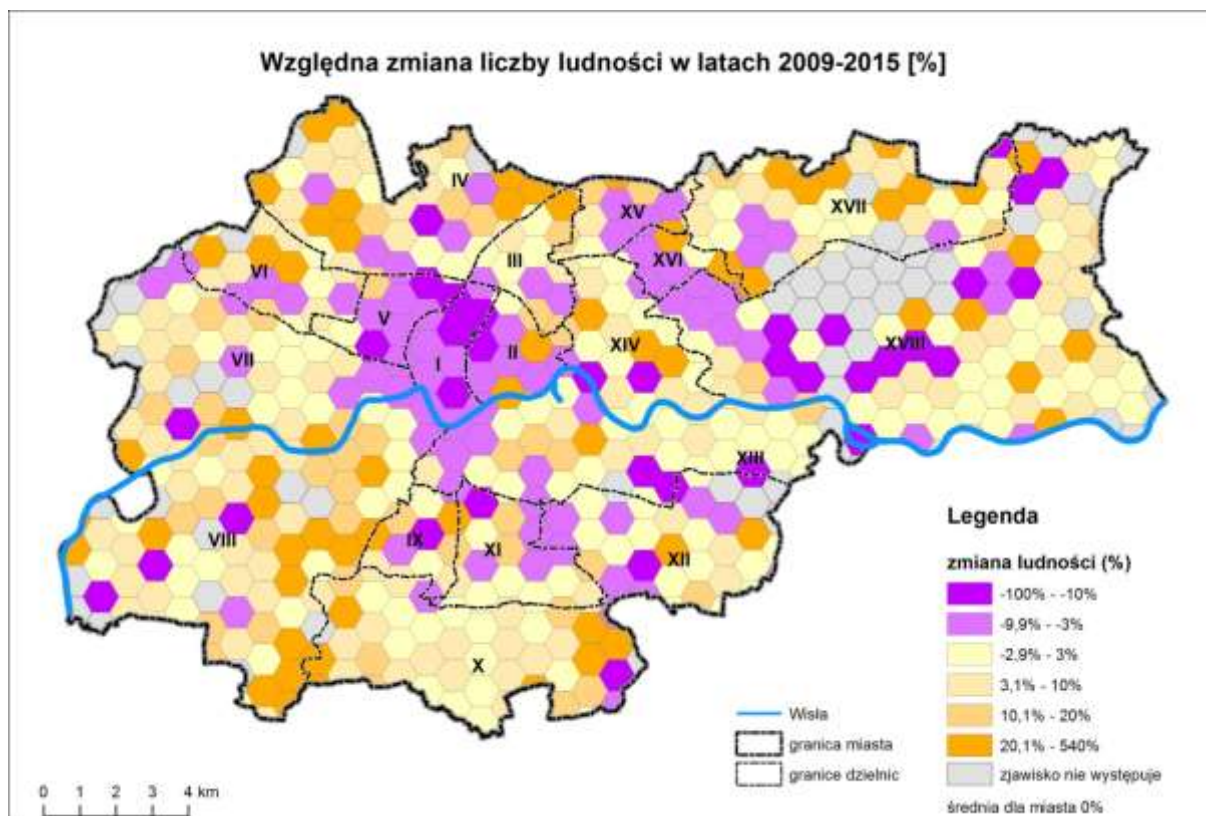 Względna zmiana liczby ludności w latach 2009-2015 [%]
IV
XV
XVII
III
XVI
VI
V
XIV
XVIII
VII
I
II
XIII
VIII
IX
XI
XII
X
Legenda
zmiana ludności (%)
-100% - -10%
-9,9% - -3%
-2,9% - 3%
3,1% - 10%
10,1% - 20%
20,1% - 540%
zjawisko nie występuje
średnia dla miasta 0%
Wisła
granica miasta
granice dzielnic
0 1 2 3 4 km